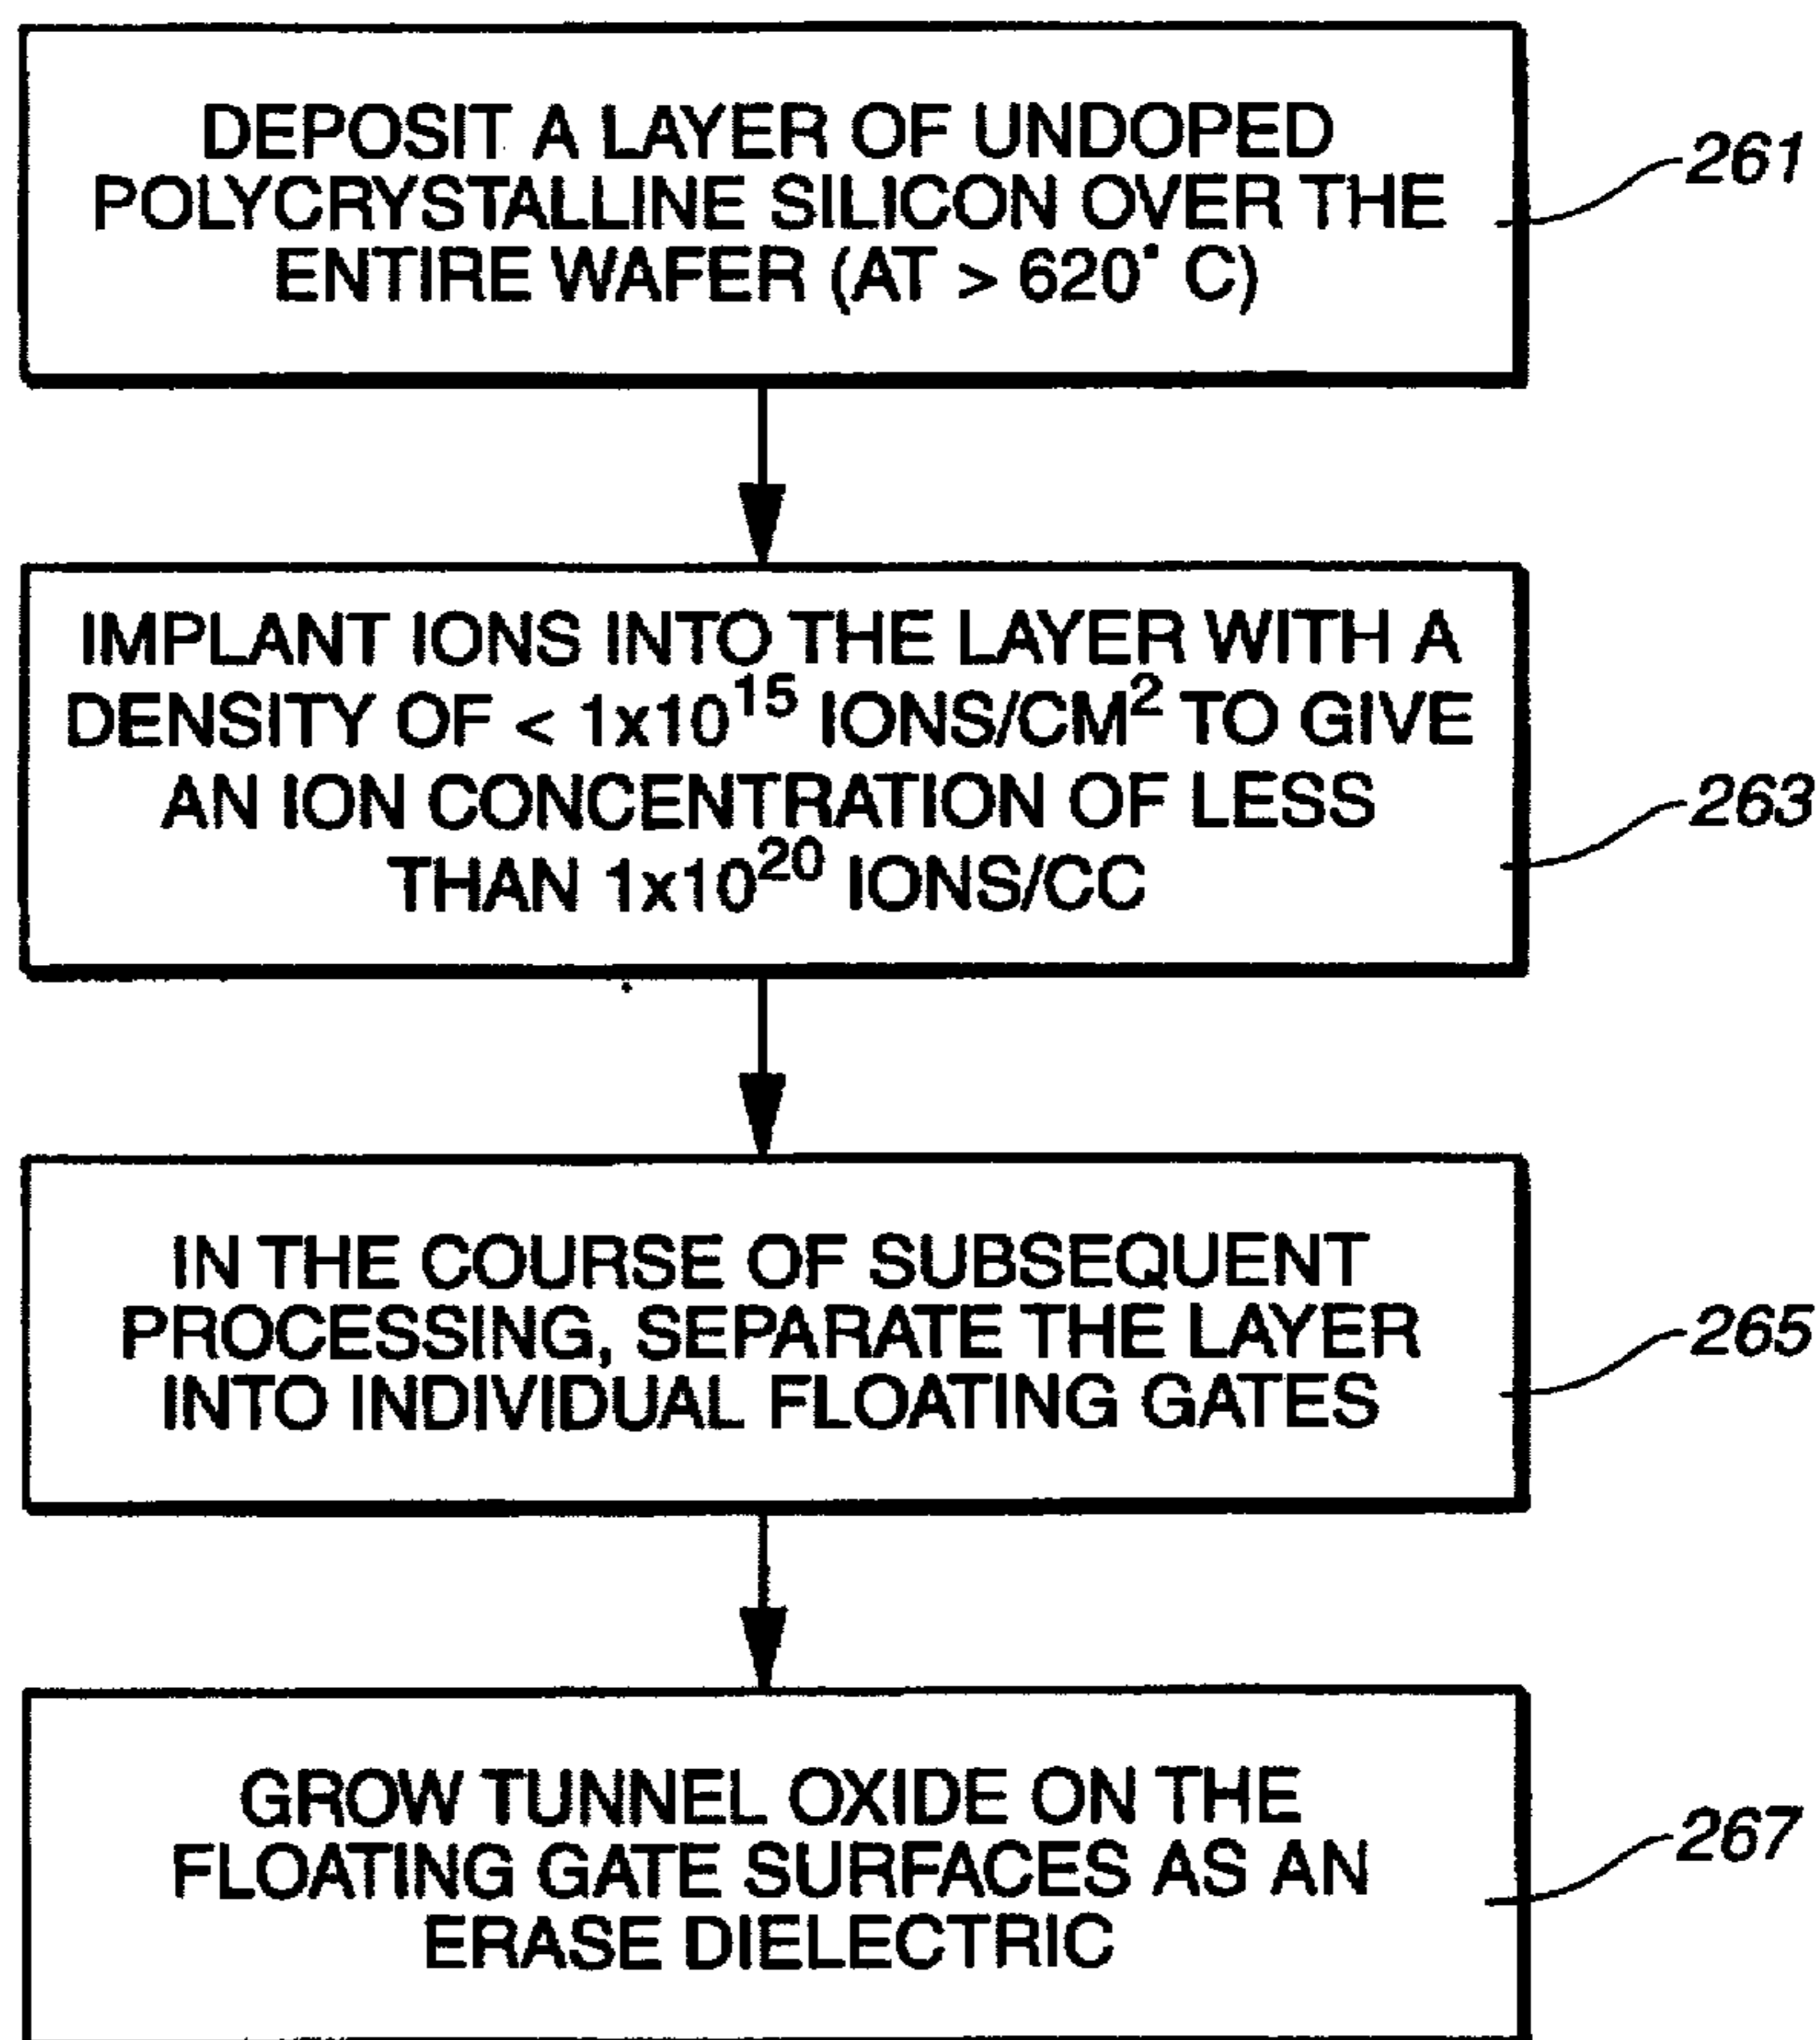 DEPOSIT A LAYER OF UNDOPED
POLYCRYSTALLINE SILICON OVER THE
ENTIRE WAFER (AT > 620° C)
261
IMPLANT IONS INTO THE LAYER WITH A
DENSITY OF < 1x10¹⁵ IONS/CM² TO GIVE
AN ION CONCENTRATION OF LESS
THAN 1x10²⁰ IONS/CC
263
IN THE COURSE OF SUBSEQUENT
PROCESSING, SEPARATE THE LAYER
INTO INDIVIDUAL FLOATING GATES
265
GROW TUNNEL OXIDE ON THE
FLOATING GATE SURFACES AS AN
ERASE DIELECTRIC
267